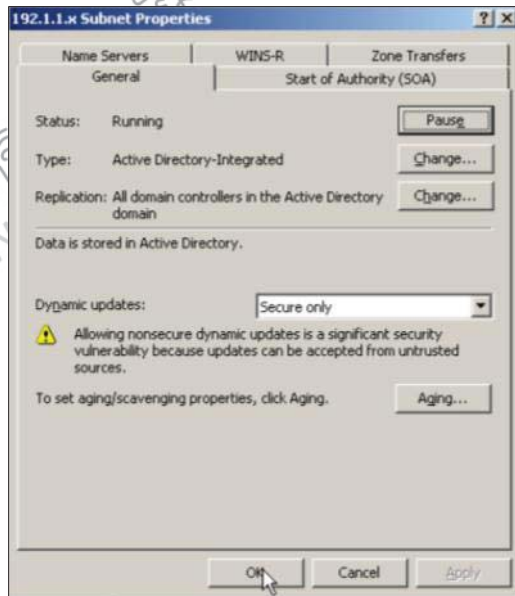 192.1.1.x Subnet Properties
Name Servers WINS-R Zone Transfers
General Start of Authority (SOA)
Status: Running Pause
Type: Active Directory-Integrated Change...
Replication: All domain controllers in the Active Directory Change...
domain
Data is stored in Active Directory.
Dynamic updates: Secure only
Allowing nonsecure dynamic updates is a significant security
vulnerability because updates can be accepted from untrusted
sources.
To set aging/scavenging properties, click Aging. Aging...
OK Cancel Apply